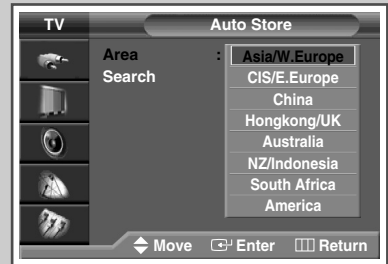 TV Auto Store
Area : Asia/W.Europe
Search CIS/E.Europe
China
Hongkong/UK
Australia
NZ/Indonesia
South Africa
America
Move Enter Return